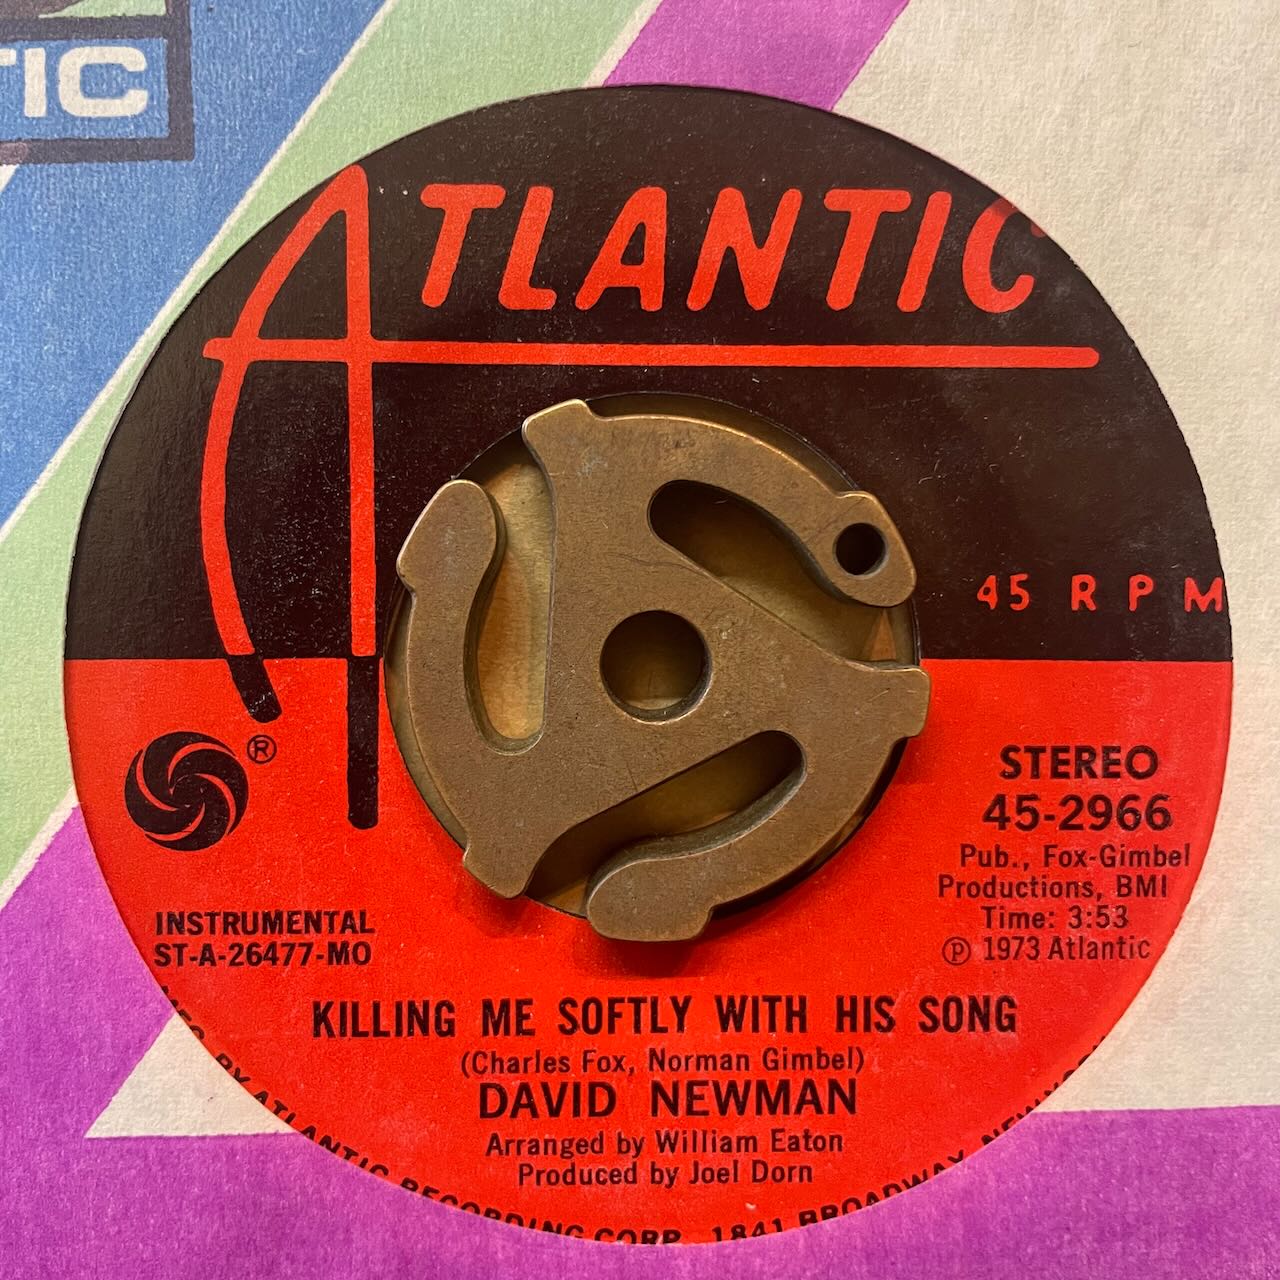 TIC
ATLANTIC
45 RPM
®
STEREO
45-2966
Pub., Fox-Gimbel
Productions, BMI
Time: 3:53
℗ 1973 Atlantic
INSTRUMENTAL
ST-A-26477-MO
KILLING ME SOFTLY WITH HIS SONG
(Charles Fox, Norman Gimbel)
DAVID NEWMAN
Arranged by William Eaton
Produced by Joel Dorn
BY ATLANTIC RECORDING CORP. 1841 BROADWAY, NEW